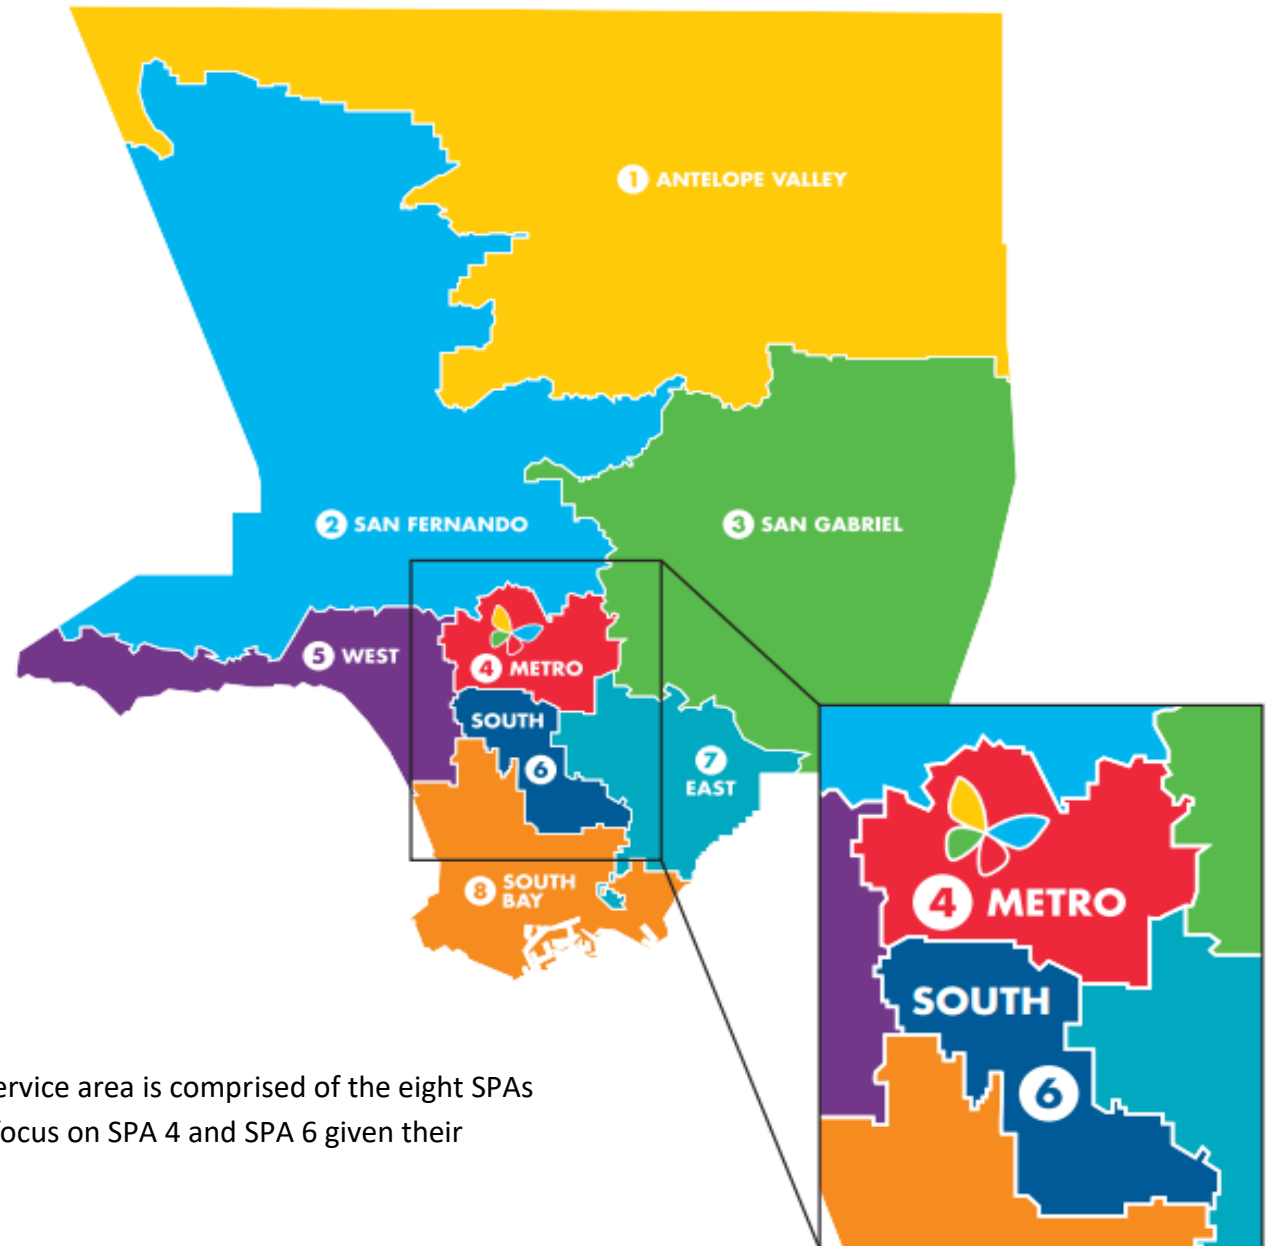 1 ANTELOPE VALLEY
2 SAN FERNANDO
3 SAN GABRIEL
5 WEST
4 METRO
SOUTH
6
7
EAST
8 SOUTH
BAY
4 METRO
SOUTH
6
ervice area is comprised of the eight SPAs
focus on SPA 4 and SPA 6 given their